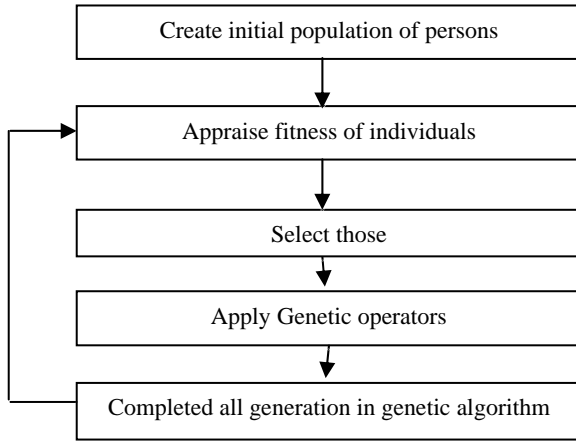 Create initial population of persons
Appraise fitness of individuals
Select those
Apply Genetic operators
Completed all generation in genetic algorithm